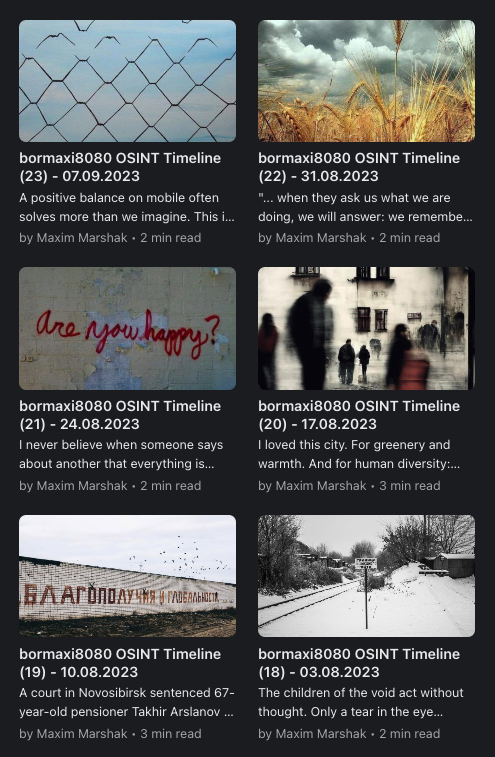 bormaxi8080 OSINT Timeline
(23) - 07.09.2023
A positive balance on mobile often
solves more than we imagine. This i...
by Maxim Marshak • 2 min read
bormaxi8080 OSINT Timeline
(22) - 31.08.2023
"... when they ask us what we are
doing, we will answer: we remembe...
by Maxim Marshak • 2 min read
are you happy?
bormaxi8080 OSINT Timeline
(21) - 24.08.2023
I never believe when someone says
about another that everything is...
by Maxim Marshak • 2 min read
bormaxi8080 OSINT Timeline
(20) - 17.08.2023
I loved this city. For greenery and
warmth. And for human diversity:...
by Maxim Marshak • 3 min read
БЛАГОПОЛУЧИЯ И
bormaxi8080 OSINT Timeline
(19) - 10.08.2023
A court in Novosibirsk sentenced 67-
year-old pensioner Takhir Arslanov ...
by Maxim Marshak • 3 min read
bormaxi8080 OSINT Timeline
(18) - 03.08.2023
The children of the void act without
thought. Only a tear in the eye...
by Maxim Marshak • 2 min read